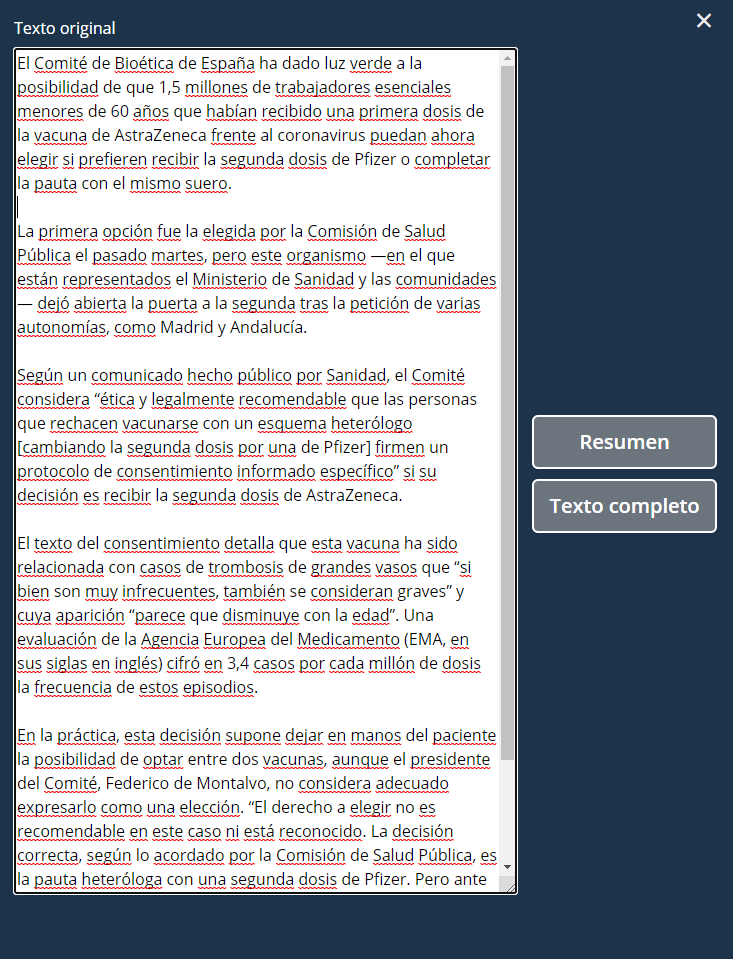 Texto original
×
El Comité de Bioética de España ha dado luz verde a la
posibilidad de que 1,5 millones de trabajadores esenciales
menores de 60 años que habían recibido una primera dosis de
la vacuna de AstraZeneca frente al coronavirus puedan ahora
elegir si prefieren recibir la segunda dosis de Pfizer o completar
la pauta con el mismo suero.
La primera opción fue la elegida por la Comisión de Salud
Pública el pasado martes, pero este organismo —en el que
están representados el Ministerio de Sanidad y las comunidades
— dejó abierta la puerta a la segunda tras la petición de varias
autonomías, como Madrid y Andalucía.
Según un comunicado hecho público por Sanidad, el Comité
considera “ética y legalmente recomendable que las personas
que rechacen vacunarse con un esquema heterólogo
[cambiando la segunda dosis por una de Pfizer] firmen un
protocolo de consentimiento informado específico” si su
decisión es recibir la segunda dosis de AstraZeneca.
El texto del consentimiento detalla que esta vacuna ha sido
relacionada con casos de trombosis de grandes vasos que “si
bien son muy infrecuentes, también se consideran graves” y
cuya aparición “parece que disminuye con la edad”. Una
evaluación de la Agencia Europea del Medicamento (EMA, en
sus siglas en inglés) cifró en 3,4 casos por cada millón de dosis
la frecuencia de estos episodios.
En la práctica, esta decisión supone dejar en manos del paciente
la posibilidad de optar entre dos vacunas, aunque el presidente
del Comité, Federico de Montalvo, no considera adecuado
expresarlo como una elección. “El derecho a elegir no es
recomendable en este caso ni está reconocido. La decisión
correcta, según lo acordado por la Comisión de Salud Pública, es
la pauta heteróloga con una segunda dosis de Pfizer. Pero ante
Resumen
Texto completo